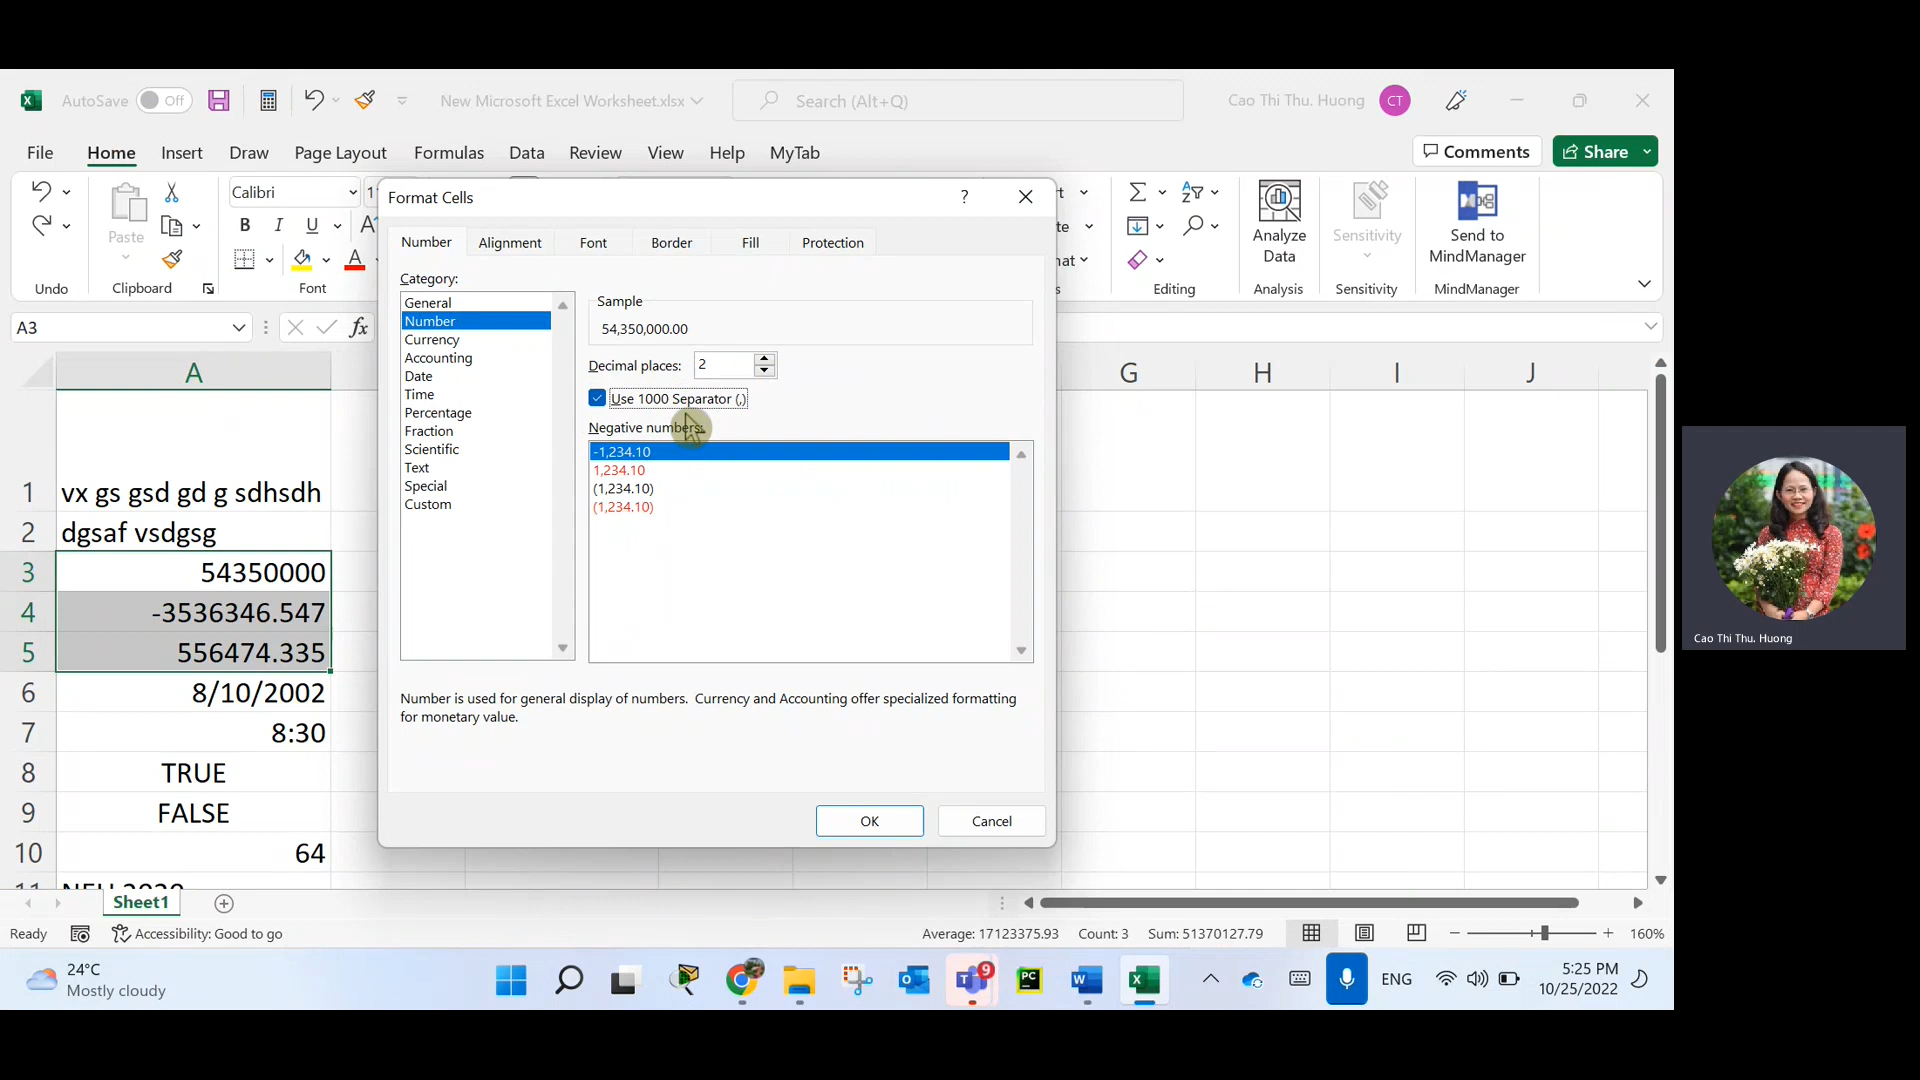 AutoSave Off New Microsoft Excel Worksheet.xlsx Search (Alt+Q) Cao Thi Thu. Huong CT
File Home Insert Draw Page Layout Formulas Data Review View Help MyTab Comments Share
Undo
Paste
Clipboard
Calibri
B I U
A
Font
Editing
Analyze
Data
Analysis
Sensitivity
Sensitivity
Send to
MindManager
MindManager
A3 fx
Format Cells ?
Number Alignment Font Border Fill Protection
Category:
General
Number
Currency
Accounting
Date
Time
Percentage
Fraction
Scientific
Text
Special
Custom
Sample
54,350,000.00
Decimal places: 2
Use 1000 Separator (,)
Negative numbers:
-1,234.10
1,234.10
(1,234.10)
(1,234.10)
Number is used for general display of numbers. Currency and Accounting offer specialized formatting
for monetary value.
OK Cancel
A G H I J
1 vx gs gsd gd g sdhsdh
2 dgsaf vsdgsg
3 54350000
4 -3536346.547
5 556474.335
6 8/10/2002
7 8:30
8 TRUE
9 FALSE
10 64
Sheet1
Ready Accessibility: Good to go Average: 17123375.93 Count: 3 Sum: 51370127.79 160%
24°C
Mostly cloudy
9
PC
ENG
5:25 PM
10/25/2022
Cao Thi Thu. Huong